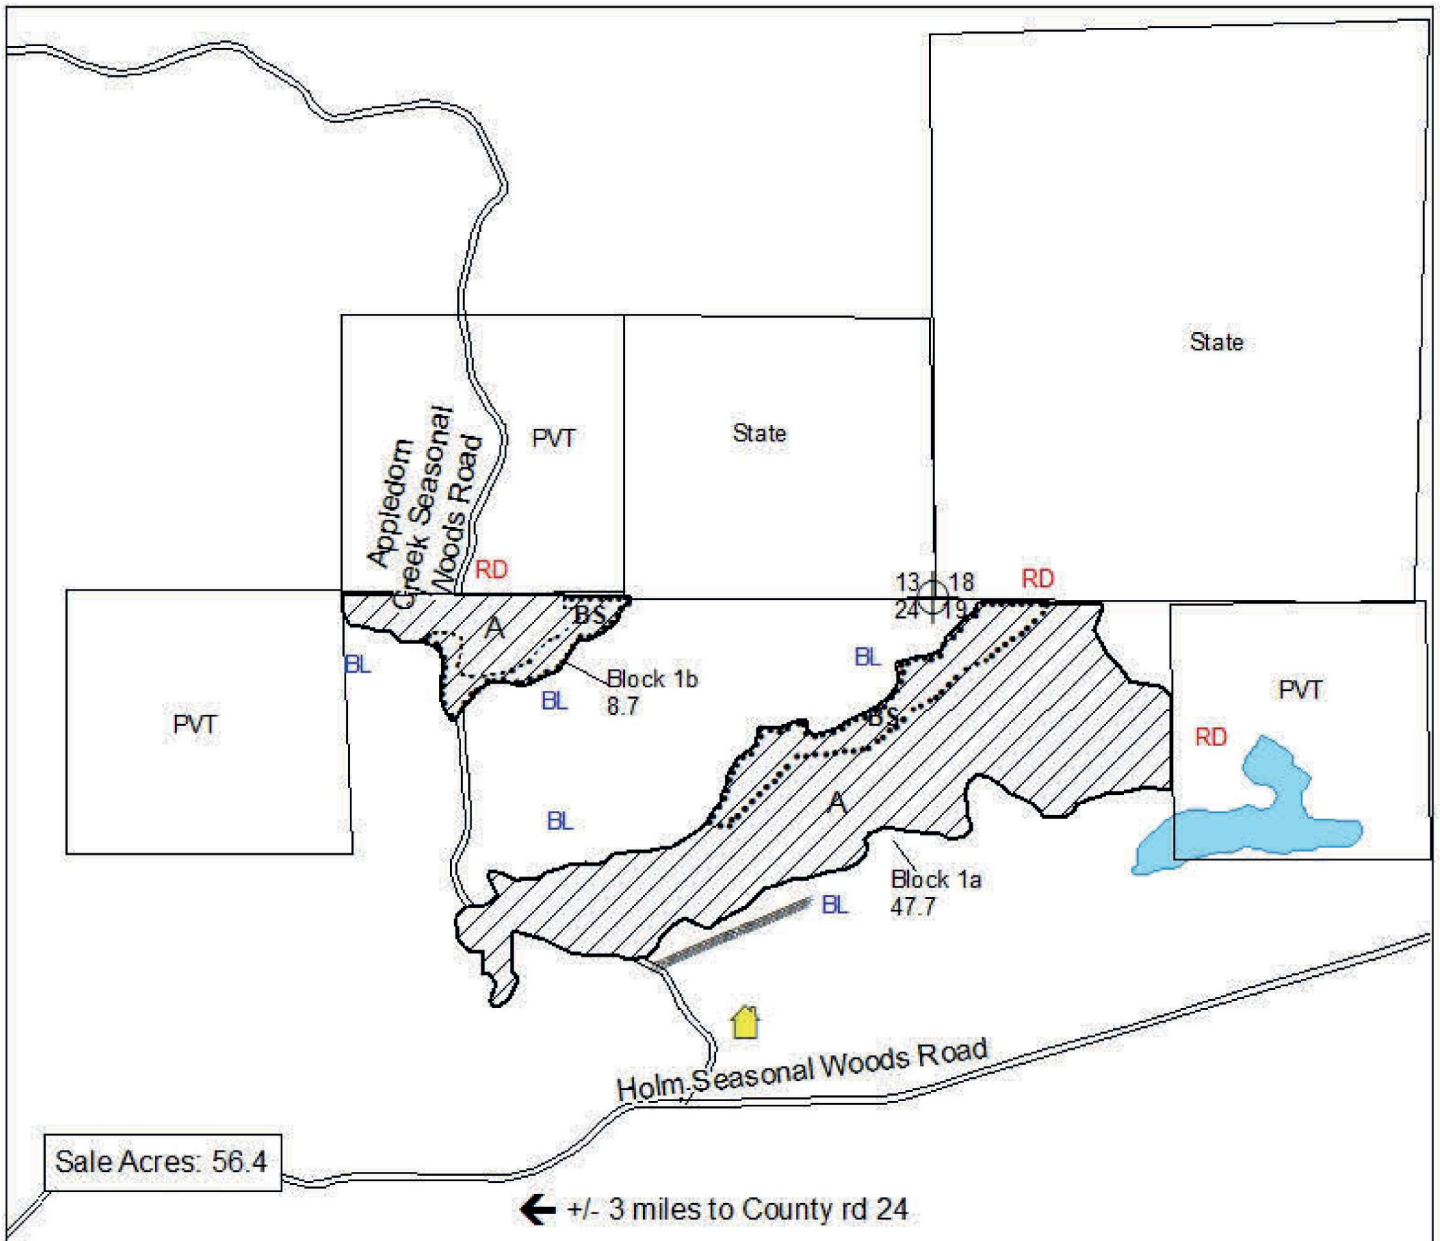 State
Appledorn
Creek Seasonal
Woods Road
PVT
State
RD
13 18
24 19
RD
A
BS
BL
Block 1b
8.7
BL
BL
PVT
BS
PVT
RD
A
BL
Block 1a
47.7
BL
Holm Seasonal Woods Road
Sale Acres: 56.4
+/- 3 miles to County rd 24